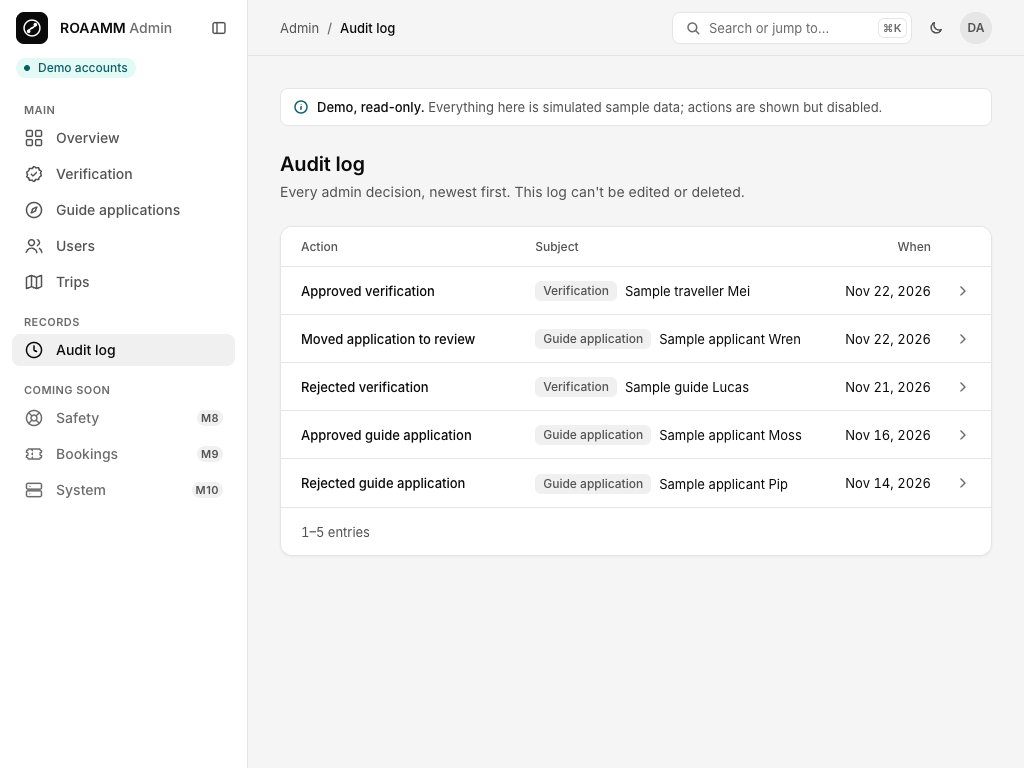 ROAAMM Admin
Demo accounts
MAIN
Overview
Verification
Guide applications
Users
Trips
RECORDS
Audit log
COMING SOON
Safety M8
Bookings M9
System M10
Admin / Audit log
Search or jump to... ⌘K
DA
Demo, read-only. Everything here is simulated sample data; actions are shown but disabled.
Audit log
Every admin decision, newest first. This log can't be edited or deleted.
Action Subject When
Approved verification Verification Sample traveller Mei Nov 22, 2026
Moved application to review Guide application Sample applicant Wren Nov 22, 2026
Rejected verification Verification Sample guide Lucas Nov 21, 2026
Approved guide application Guide application Sample applicant Moss Nov 16, 2026
Rejected guide application Guide application Sample applicant Pip Nov 14, 2026
1–5 entries